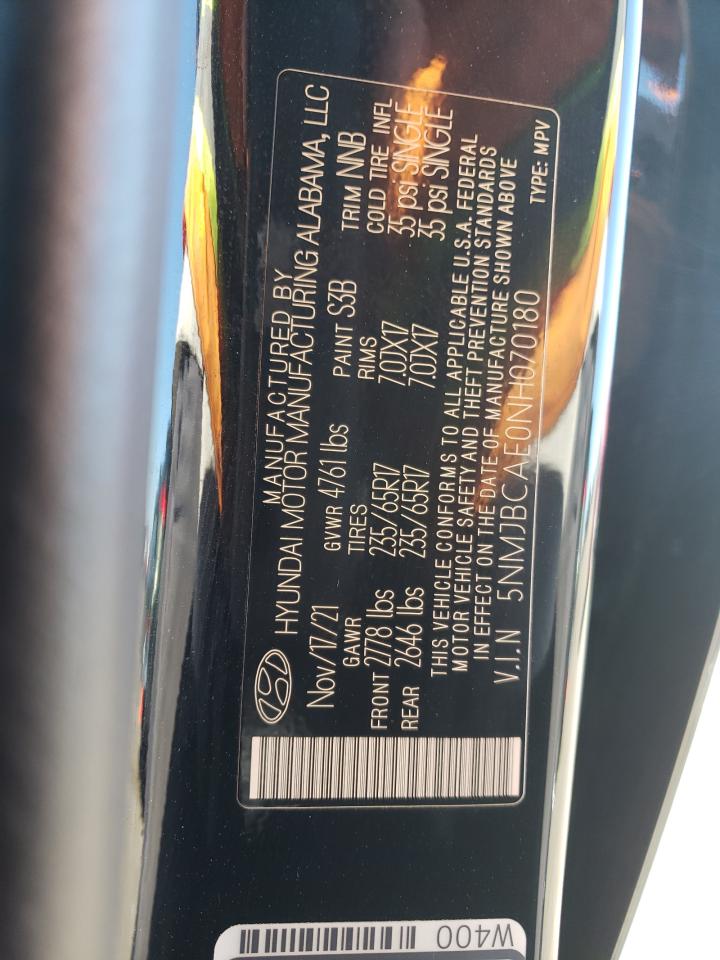 MANUFACTURED BY
HYUNDAI MOTOR MANUFACTURING ALABAMA, LLC
Nov/17/21 GVWR 4761 lbs PAINT S3B TRIM NNB
GAWR TIRES RIMS COLD TIRE INFL
FRONT 2778 lbs 235/65R17 7.0JX17 35 psi SINGLE
REAR 2646 lbs 235/65R17 7.0JX17 35 psi SINGLE
THIS VEHICLE CONFORMS TO ALL APPLICABLE U.S.A. FEDERAL
MOTOR VEHICLE SAFETY AND THEFT PREVENTION STANDARDS
IN EFFECT ON THE DATE OF MANUFACTURE SHOWN ABOVE
V.I.N 5NMJBCAE0NH070180 TYPE: MPV
W400